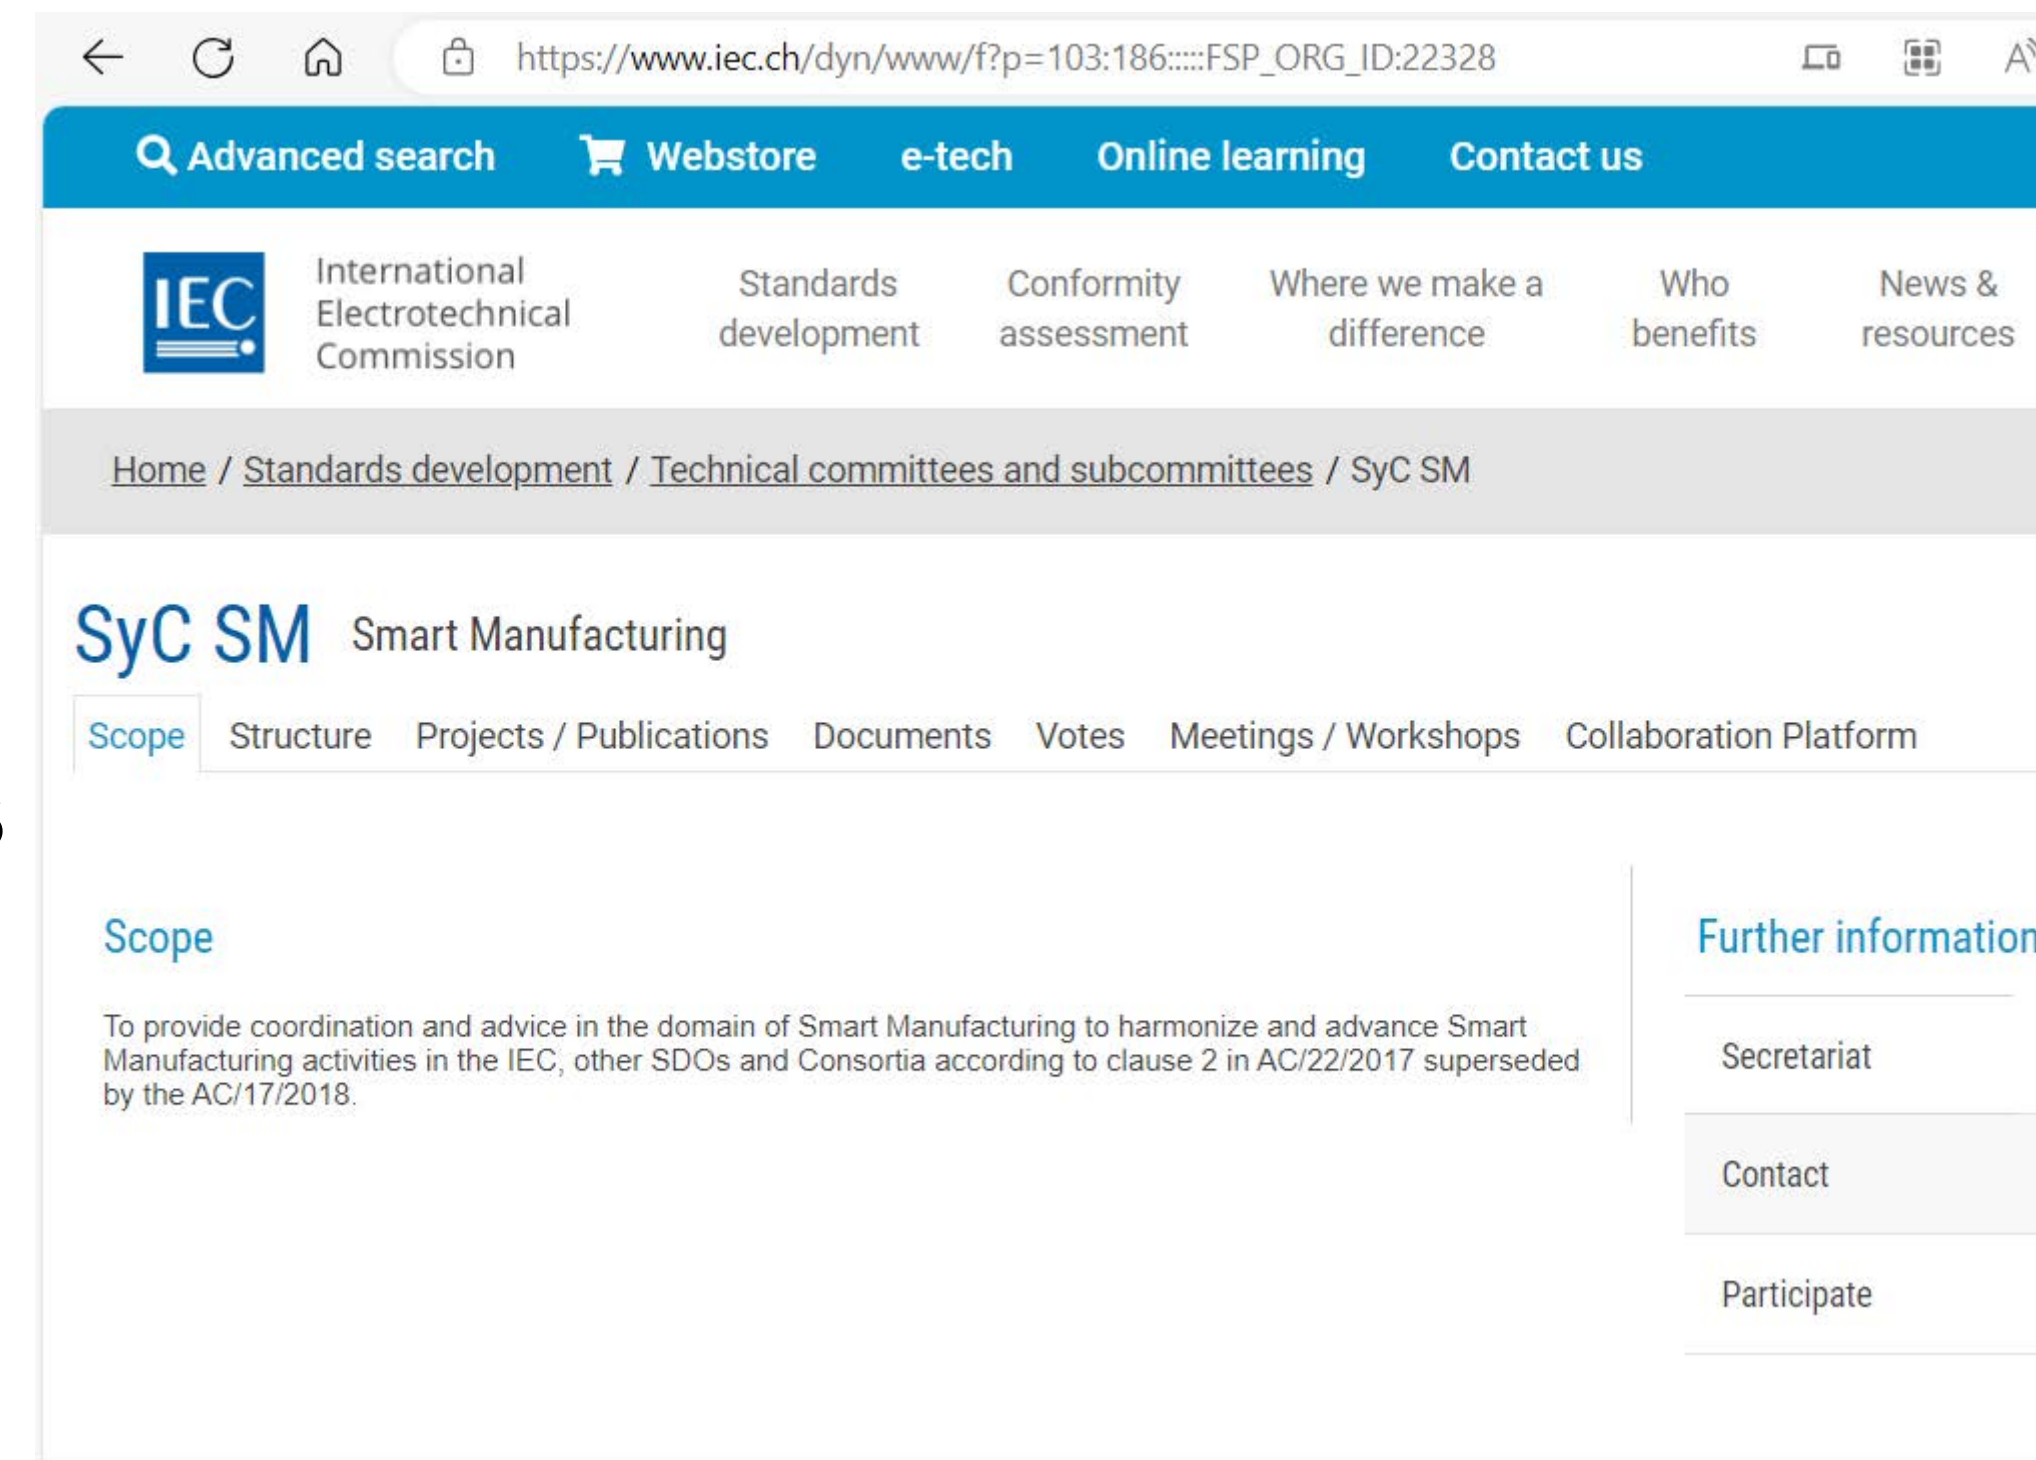 https://www.iec.ch/dyn/www/f?p=103:186:::::FSP_ORG_ID:22328
Advanced search Webstore e-tech Online learning Contact us
IEC
International
Electrotechnical
Commission
Standards
development
Conformity
assessment
Where we make a
difference
Who
benefits
News &
resources
Home / Standards development / Technical committees and subcommittees / SyC SM
SyC SM Smart Manufacturing
Scope Structure Projects / Publications Documents Votes Meetings / Workshops Collaboration Platform
Scope
To provide coordination and advice in the domain of Smart Manufacturing to harmonize and advance Smart
Manufacturing activities in the IEC, other SDOs and Consortia according to clause 2 in AC/22/2017 superseded
by the AC/17/2018.
Further information
Secretariat
Contact
Participate